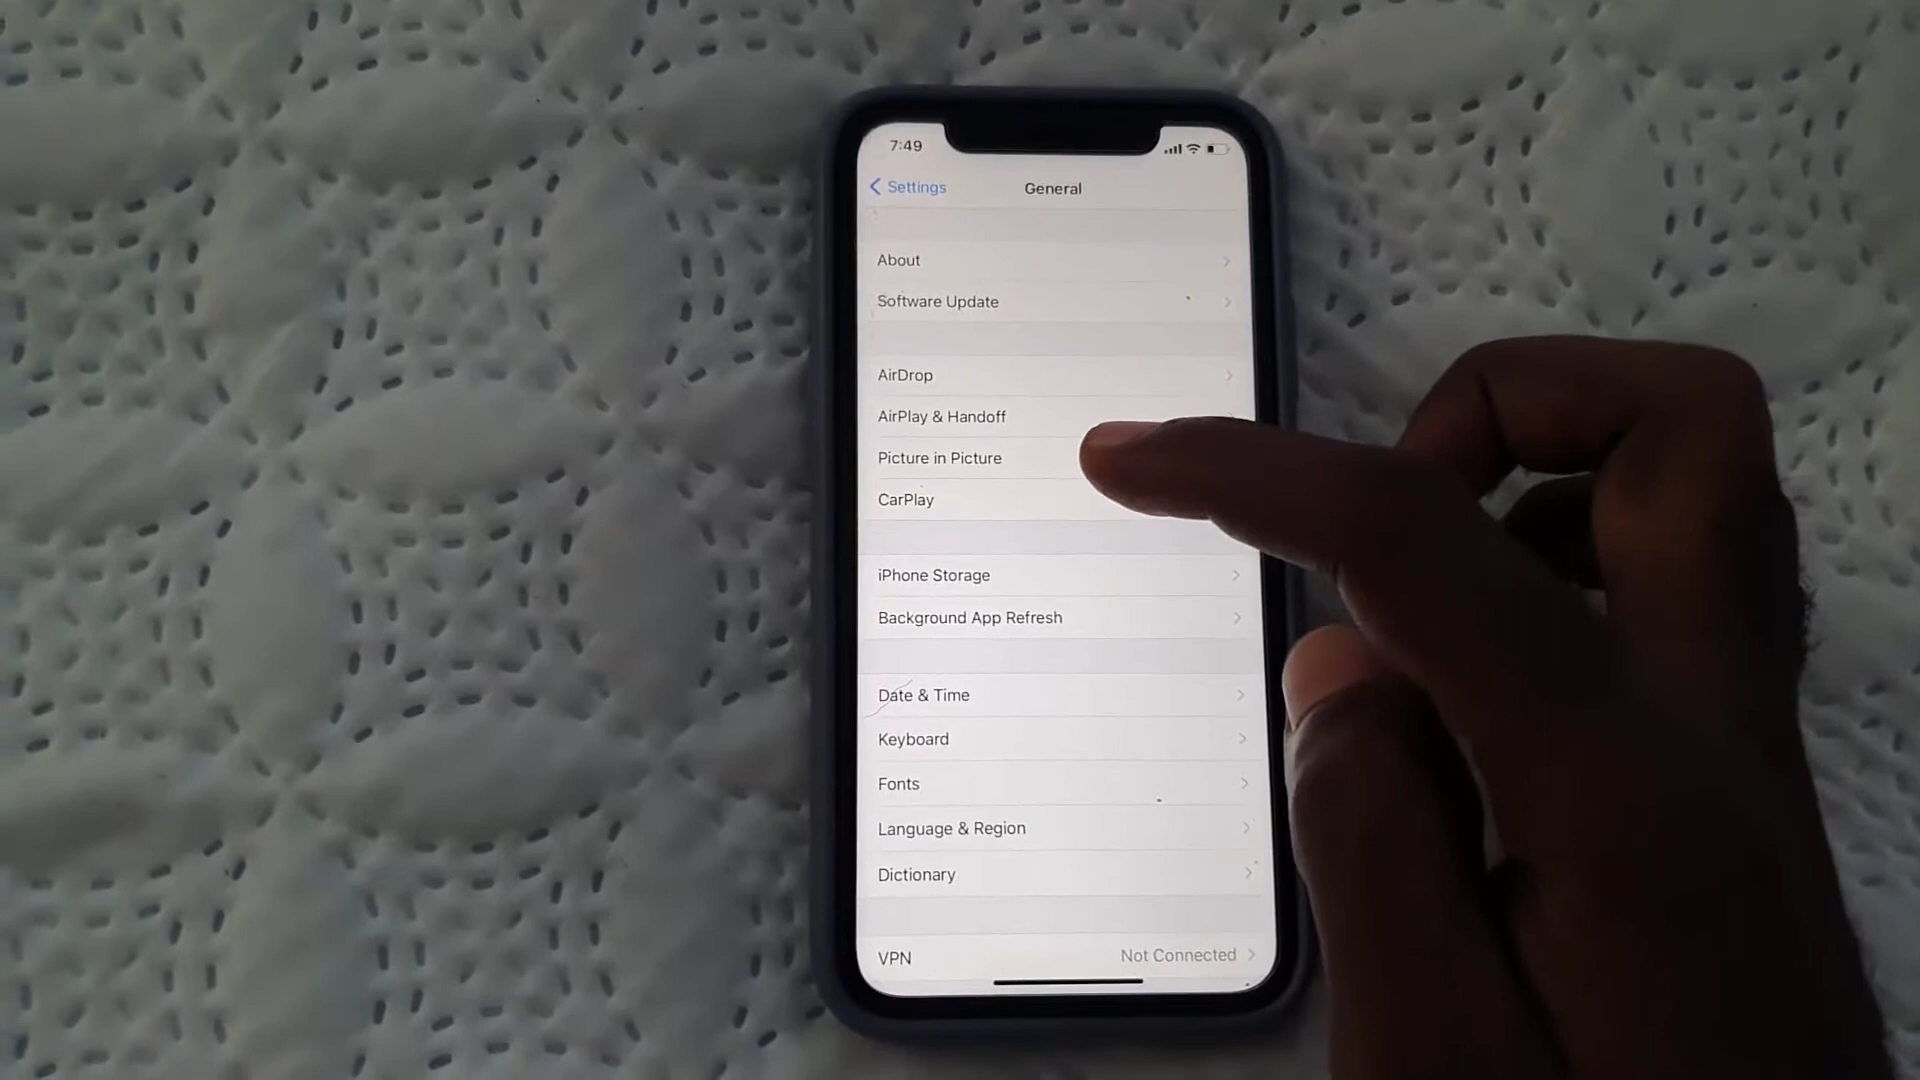 7:49
Settings
General
About
Software Update
AirDrop
AirPlay & Handoff
Picture in Picture
CarPlay
iPhone Storage
Background App Refresh
Date & Time
Keyboard
Fonts
Language & Region
Dictionary
VPN Not Connected